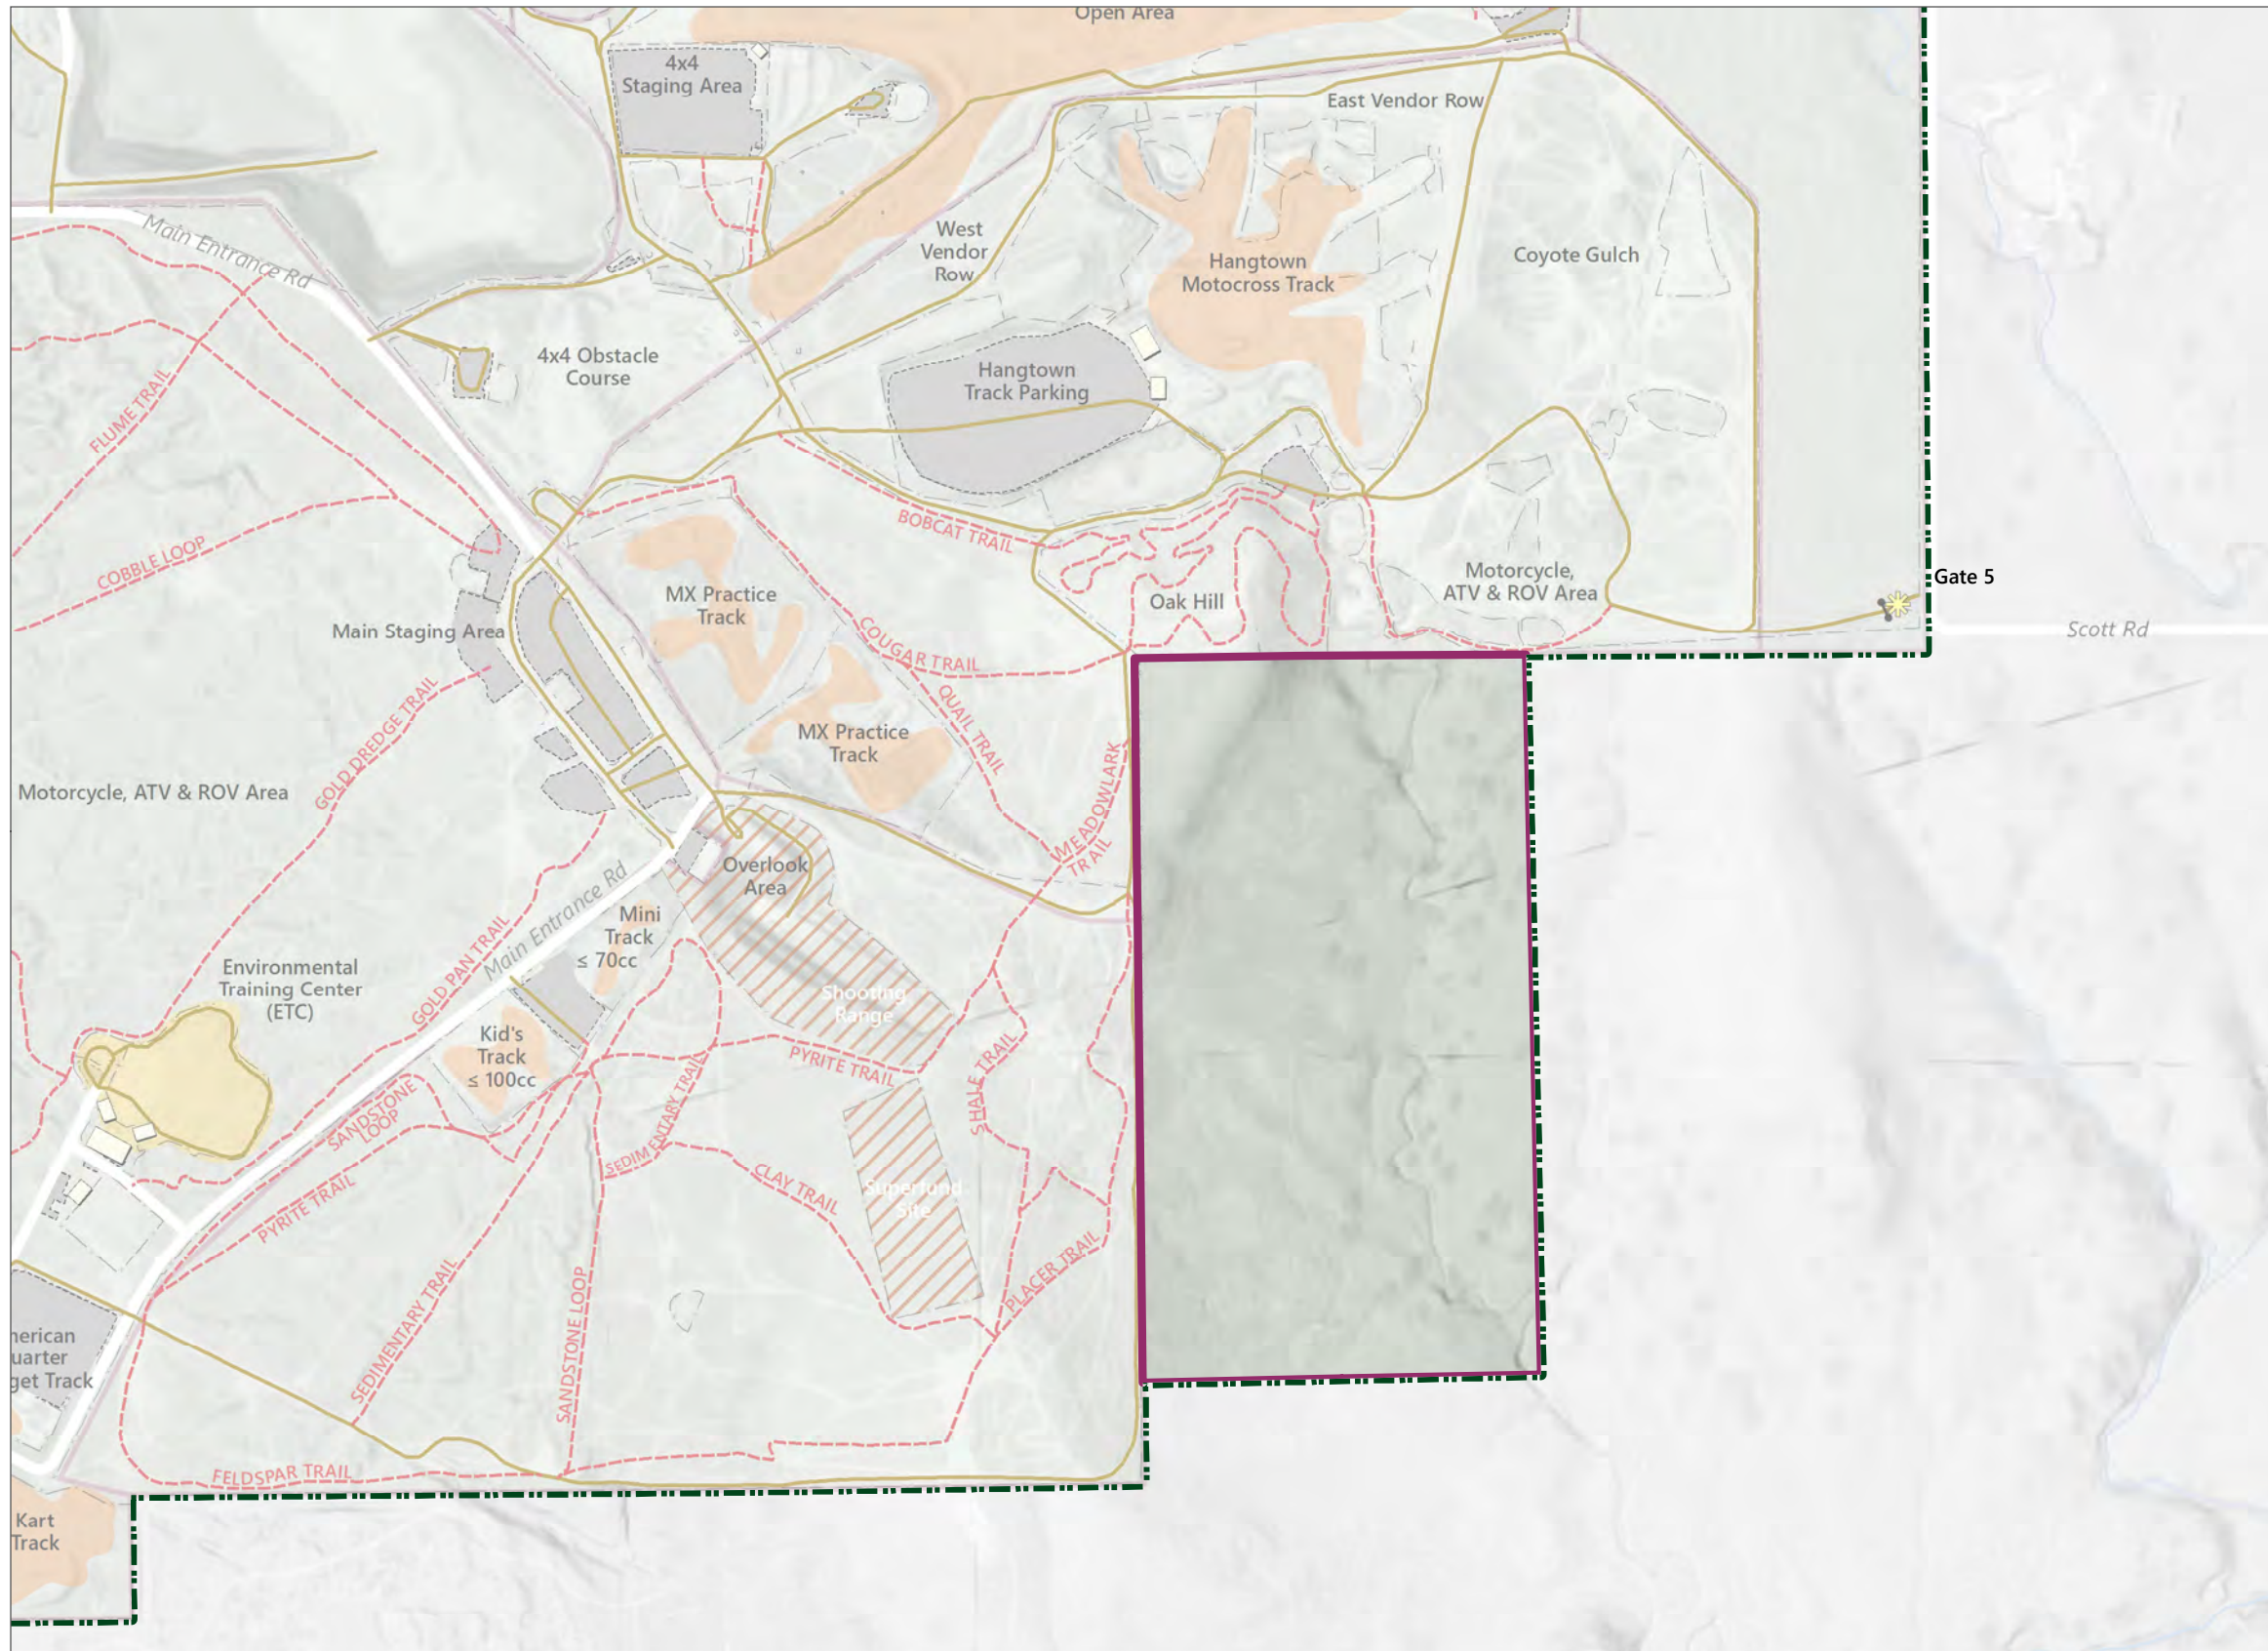 Open Area
4x4
Staging Area
East Vendor Row
Main Entrance Rd
West
Vendor
Row
Hangtown
Motocross Track
Coyote Gulch
4x4 Obstacle
Course
Hangtown
Track Parking
FLUME TRAIL
BOBCAT TRAIL
COBBLE LOOP
MX Practice
Track
Oak Hill
Motorcycle,
ATV & ROV Area
Gate 5
Scott Rd
Main Staging Area
COUGAR TRAIL
QUAIL TRAIL
GOLD DREDGE TRAIL
MX Practice
Track
MEADOWLARK
TRAIL
Motorcycle, ATV & ROV Area
Overlook
Area
Main Entrance Rd
Mini
Track
≤ 70cc
GOLD PAN TRAIL
Environmental
Training Center
(ETC)
Shooting
Range
Kid's
Track
≤ 100cc
PYRITE TRAIL
SHALE TRAIL
SANDSTONE
LOOP
SEDIMENTARY TRAIL
CLAY TRAIL
Superfund
Site
PYRITE TRAIL
PLACER TRAIL
SEDIMENTARY TRAIL
SANDSTONE LOOP
nerican
uarter
get Track
FELDSPAR TRAIL
Kart
Track